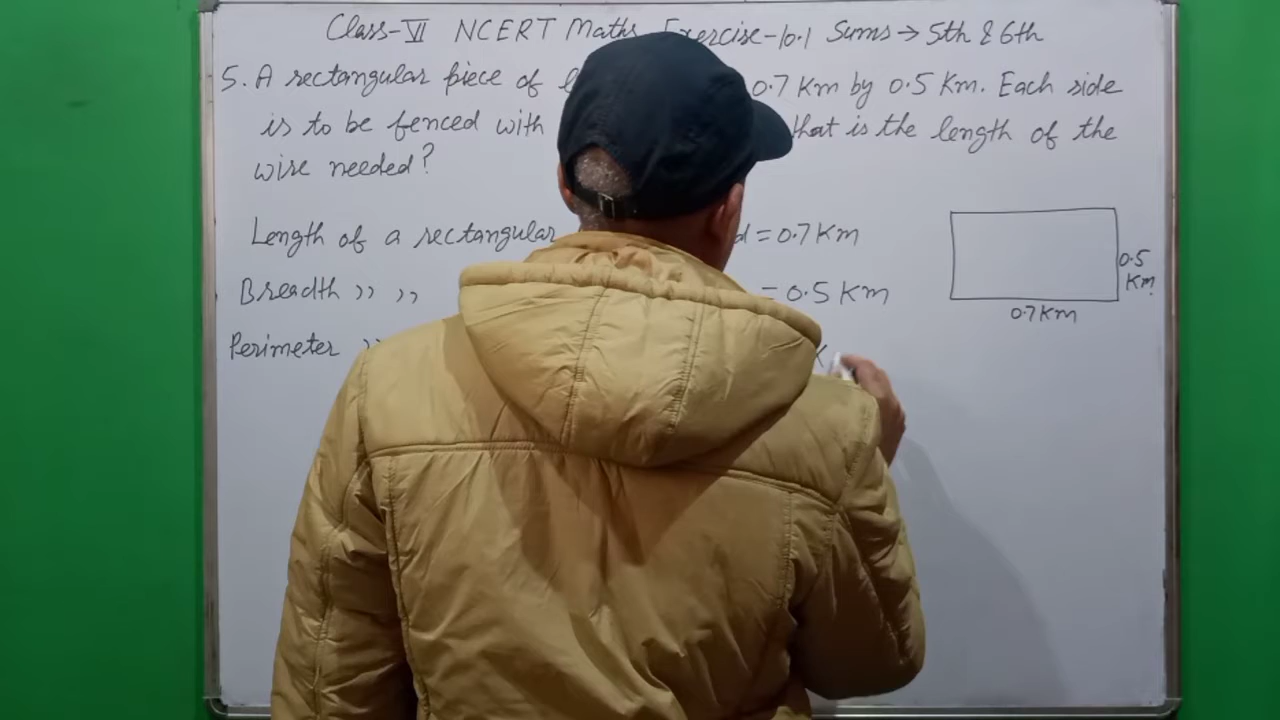 Class-VI NCERT Maths Exercise-10.1 Sums → 5th & 6th
5. A rectangular piece of 0.7 Km by 0.5 Km. Each side
is to be fenced with What is the length of the
wire needed?
Length of a rectangular = 0.7 Km
Breadth ,, ,, = 0.5 Km
Perimeter ,,
0.5
Km
0.7 Km